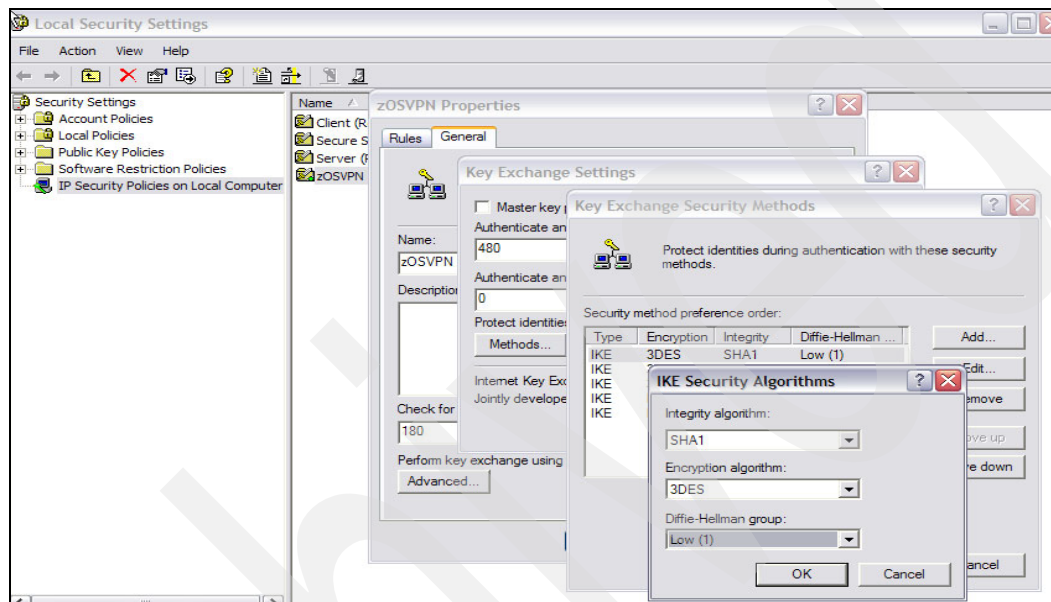 Local Security Settings
File Action View Help
Security Settings
Account Policies
Local Policies
Public Key Policies
Software Restriction Policies
IP Security Policies on Local Computer
Name
Client (R
Secure S
Server (
zOSVPN
zOSVPN Properties
Rules General
Name:
zOSVPN
Description
Check for
180
Perform key exchange using
Advanced...
Key Exchange Settings
Master key
Authenticate an
480
Authenticate an
0
Protect identities
Methods...
Internet Key Exc
Jointly develope
Key Exchange Security Methods
Protect identities during authentication with these security
methods.
Security method preference order:
Type Encryption Integrity Diffie-Hellman ...
IKE 3DES SHA1 Low (1)
IKE
IKE
IKE
IKE
Add...
Edit...
emove
ove up
e down
ancel
IKE Security Algorithms
Integrity algorithm:
SHA1
Encryption algorithm:
3DES
Diffie-Hellman group:
Low (1)
OK Cancel